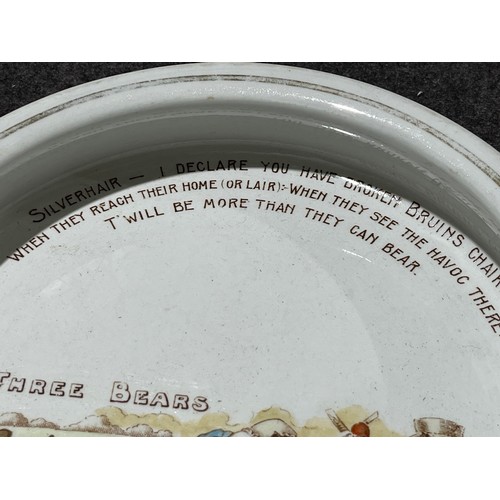 SILVERHAIR — I DECLARE YOU HAVE BROKEN BRUINS CHAIR
WHEN THEY REACH THEIR HOME (OR LAIR):- WHEN THEY SEE THE HAVOC THERE
T'WILL BE MORE THAN THEY CAN BEAR.
THREE BEARS